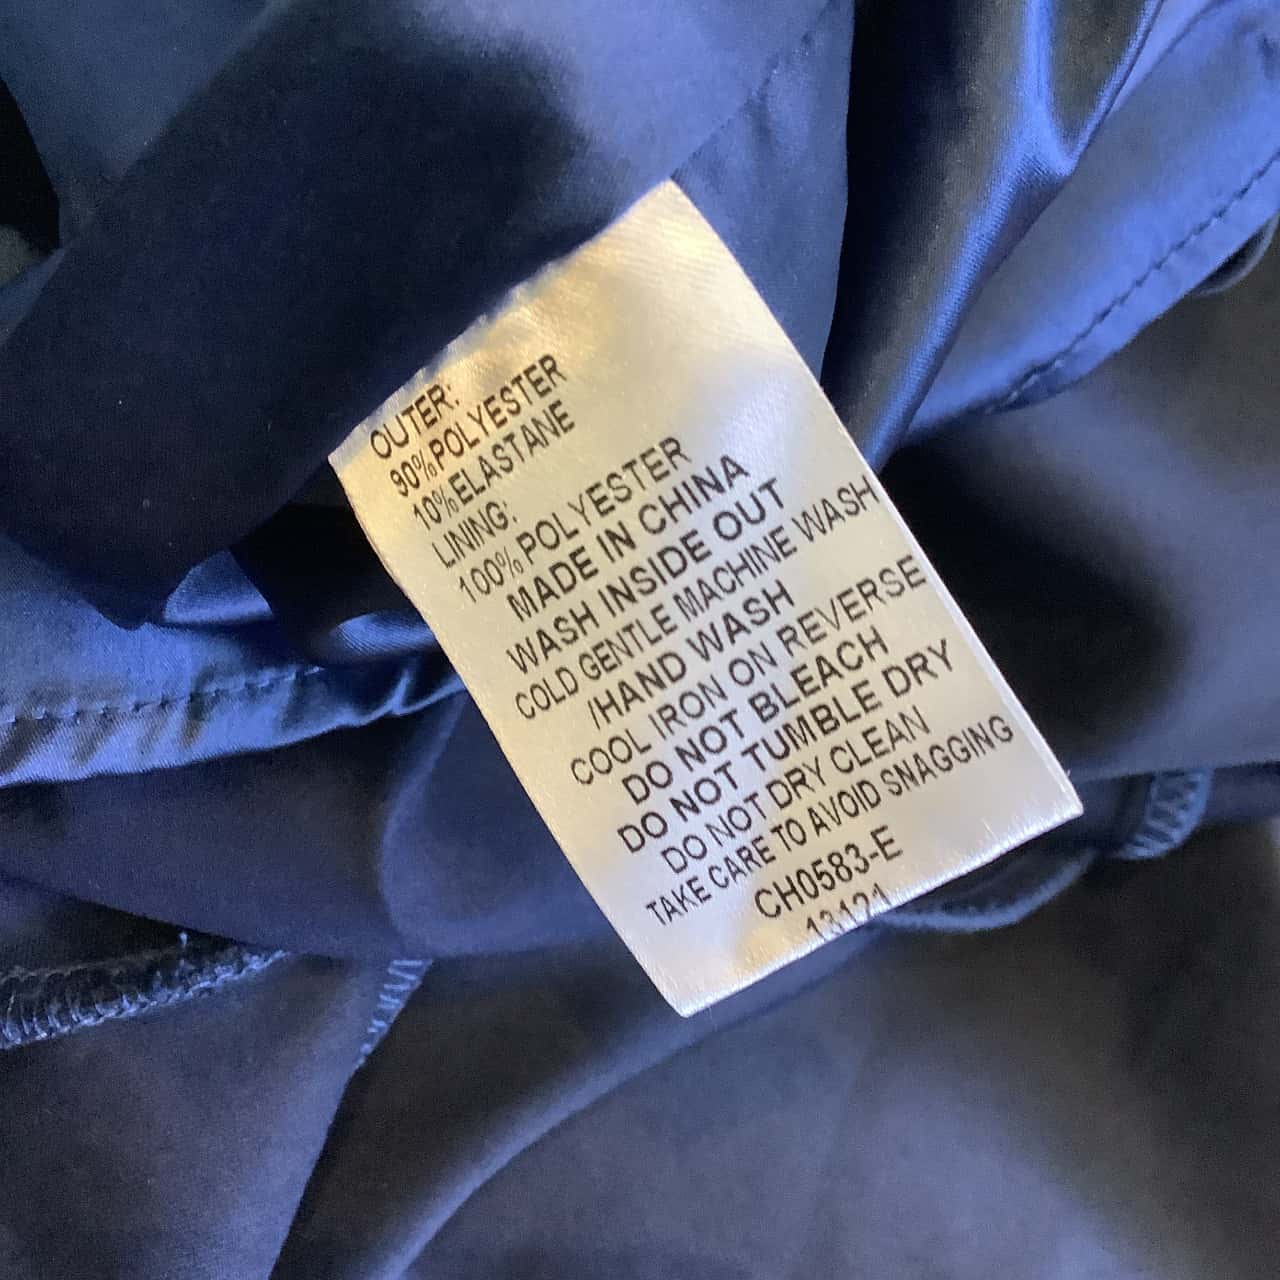 OUTER:
90%POLYESTER
10%ELASTANE
LINING:
100%POLYESTER
MADE IN CHINA
WASH INSIDE OUT
COLD GENTLE MACHINE WASH
/HAND WASH
COOL IRON ON REVERSE
DO NOT BLEACH
DO NOT TUMBLE DRY
DO NOT DRY CLEAN
TAKE CARE TO AVOID SNAGGING
CH0583-E
13121